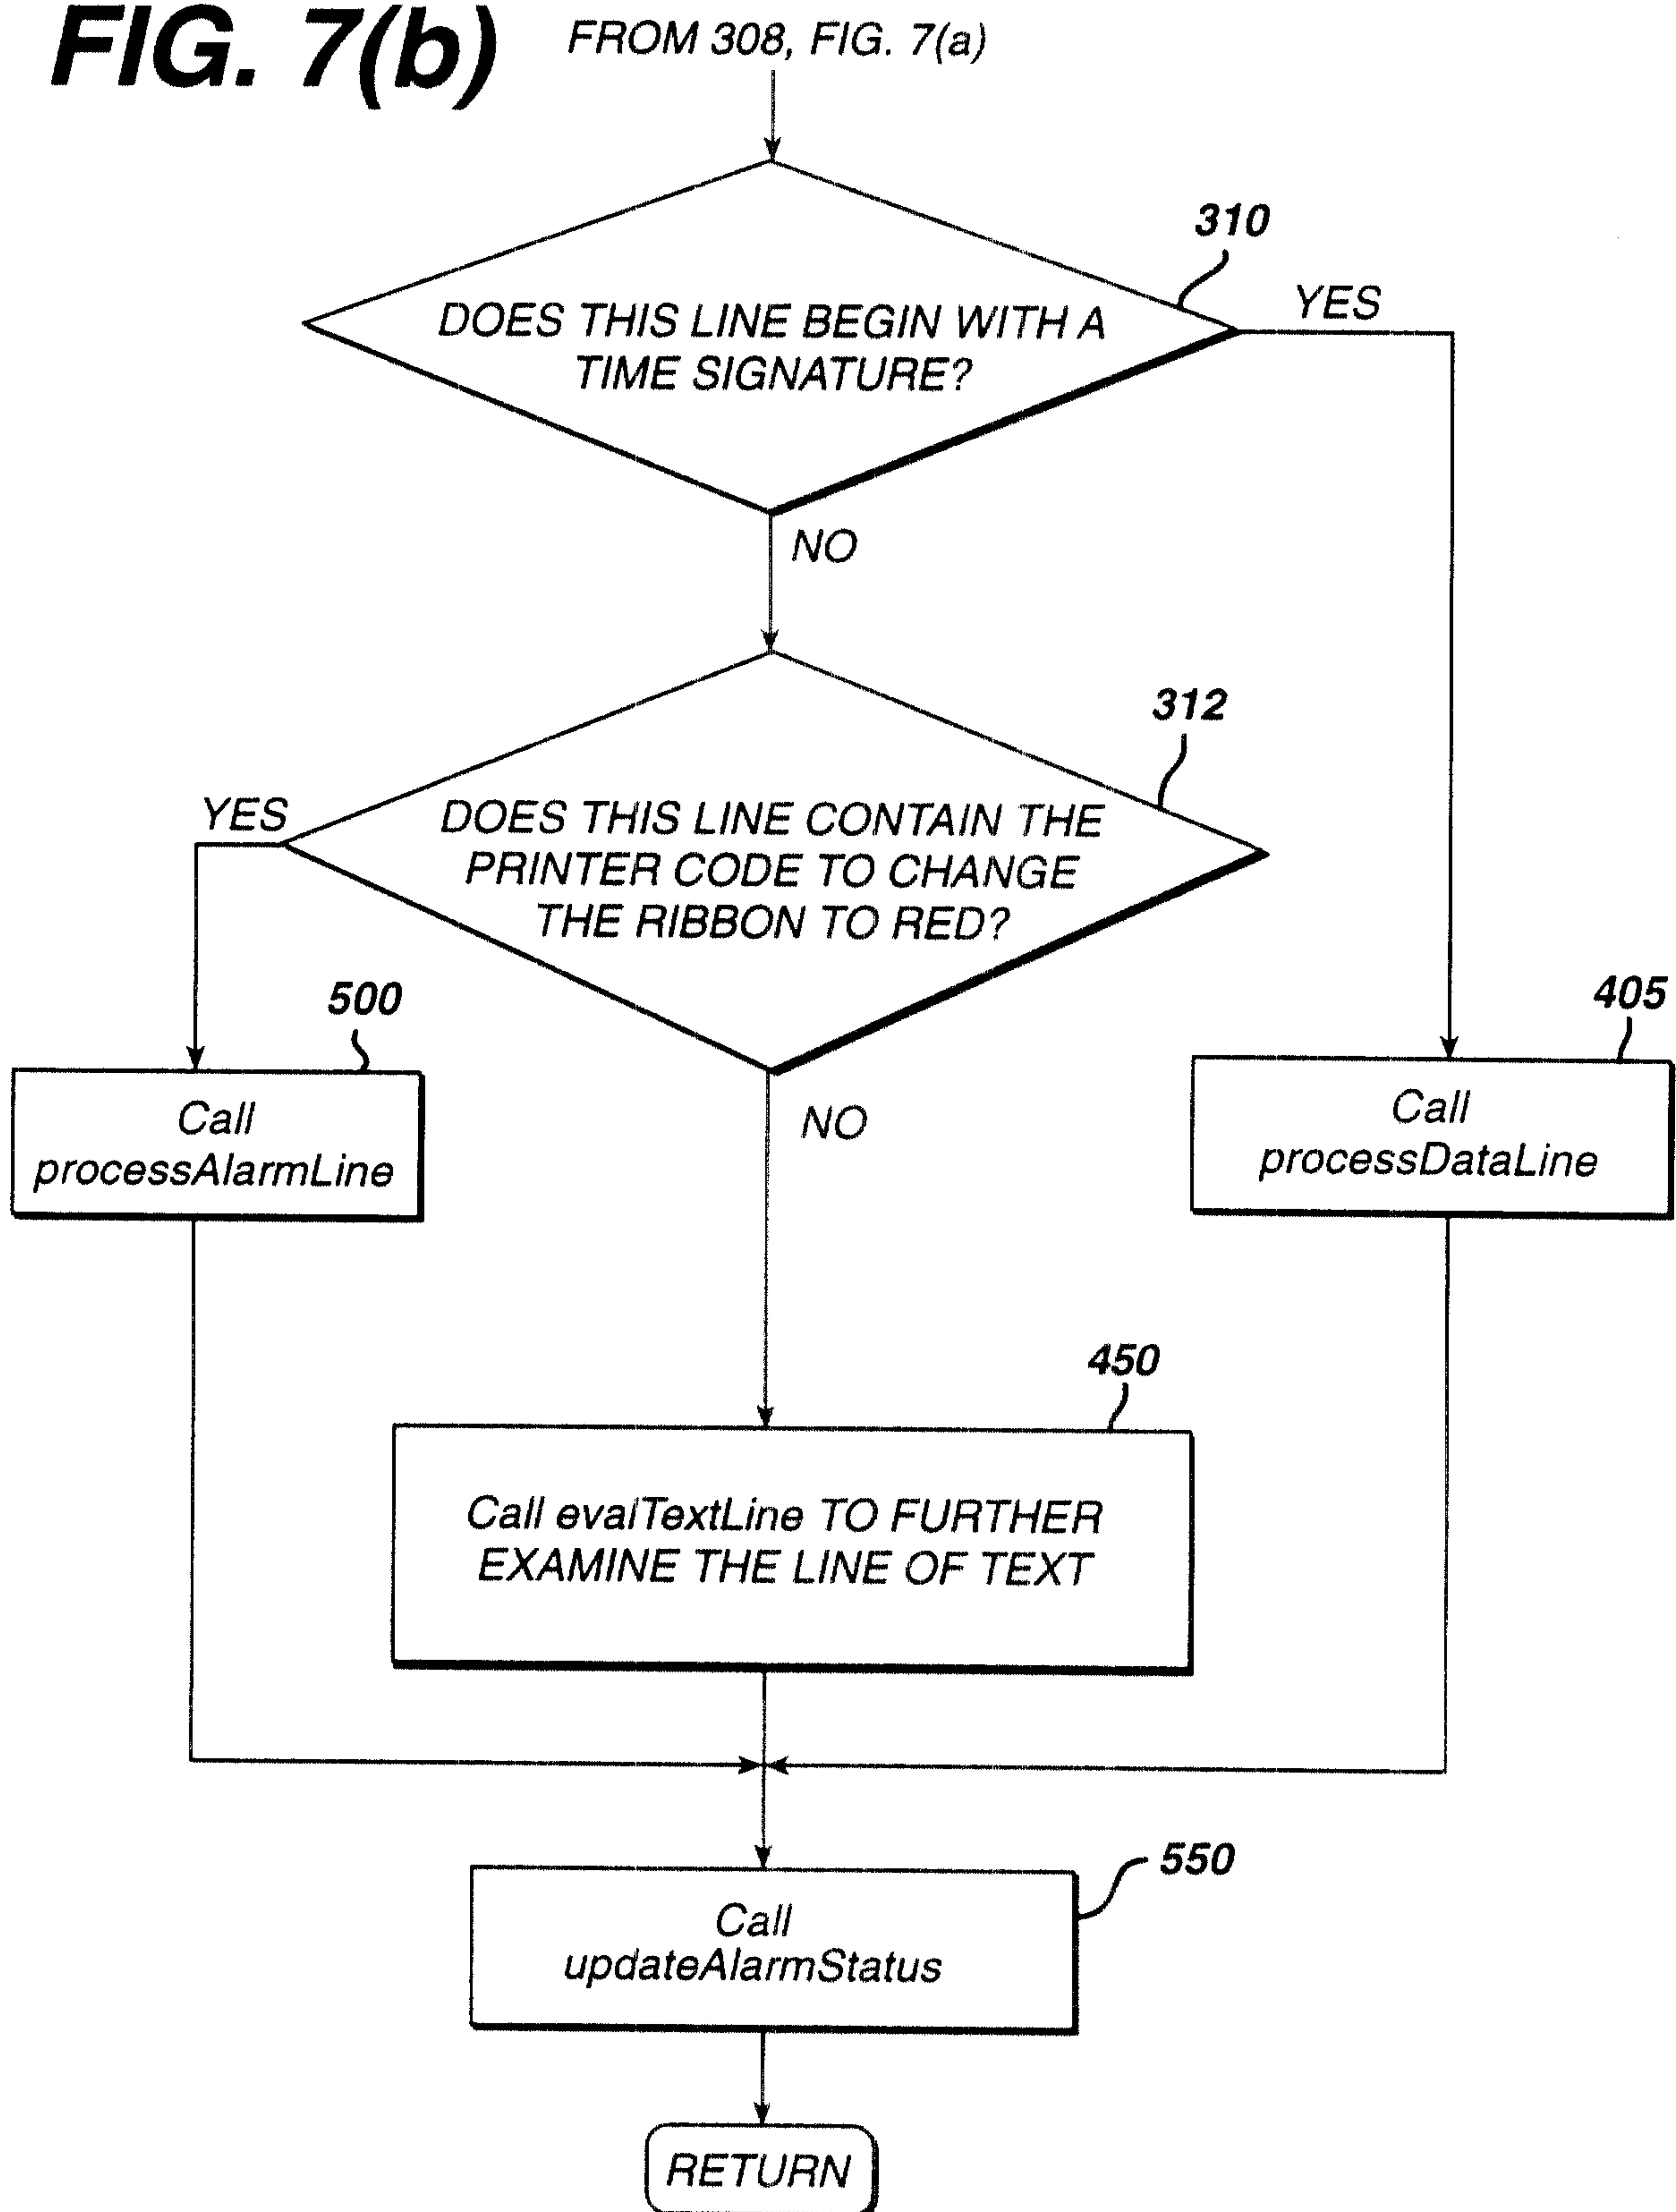 FIG. 7(b)
FROM 308, FIG. 7(a)
310
YES
DOES THIS LINE BEGIN WITH A
TIME SIGNATURE?
NO
312
YES
DOES THIS LINE CONTAIN THE
PRINTER CODE TO CHANGE
THE RIBBON TO RED?
500
405
Call
processAlarmLine
NO
Call
processDataLine
450
Call evalTextLine TO FURTHER
EXAMINE THE LINE OF TEXT
550
Call
updateAlarmStatus
RETURN